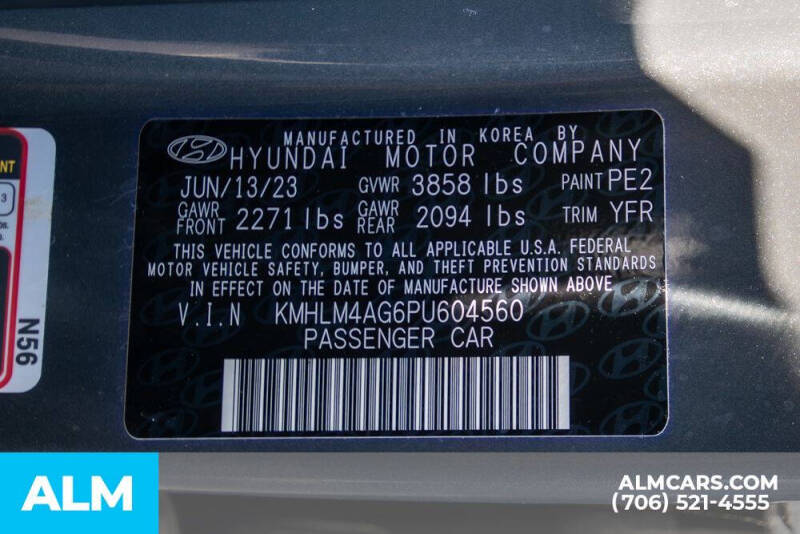 MANUFACTURED IN KOREA BY
HYUNDAI MOTOR COMPANY
JUN/13/23 GVWR 3858 lbs PAINT PE2
GAWR FRONT 2271 lbs GAWR REAR 2094 lbs TRIM YFR
THIS VEHICLE CONFORMS TO ALL APPLICABLE U.S.A. FEDERAL
MOTOR VEHICLE SAFETY, BUMPER, AND THEFT PREVENTION STANDARDS
IN EFFECT ON THE DATE OF MANUFACTURE SHOWN ABOVE
V.I.N KMHLM4AG6PU604560
PASSENGER CAR
NT
3
N56
ALM
ALMCARS.COM
(706) 521-4555